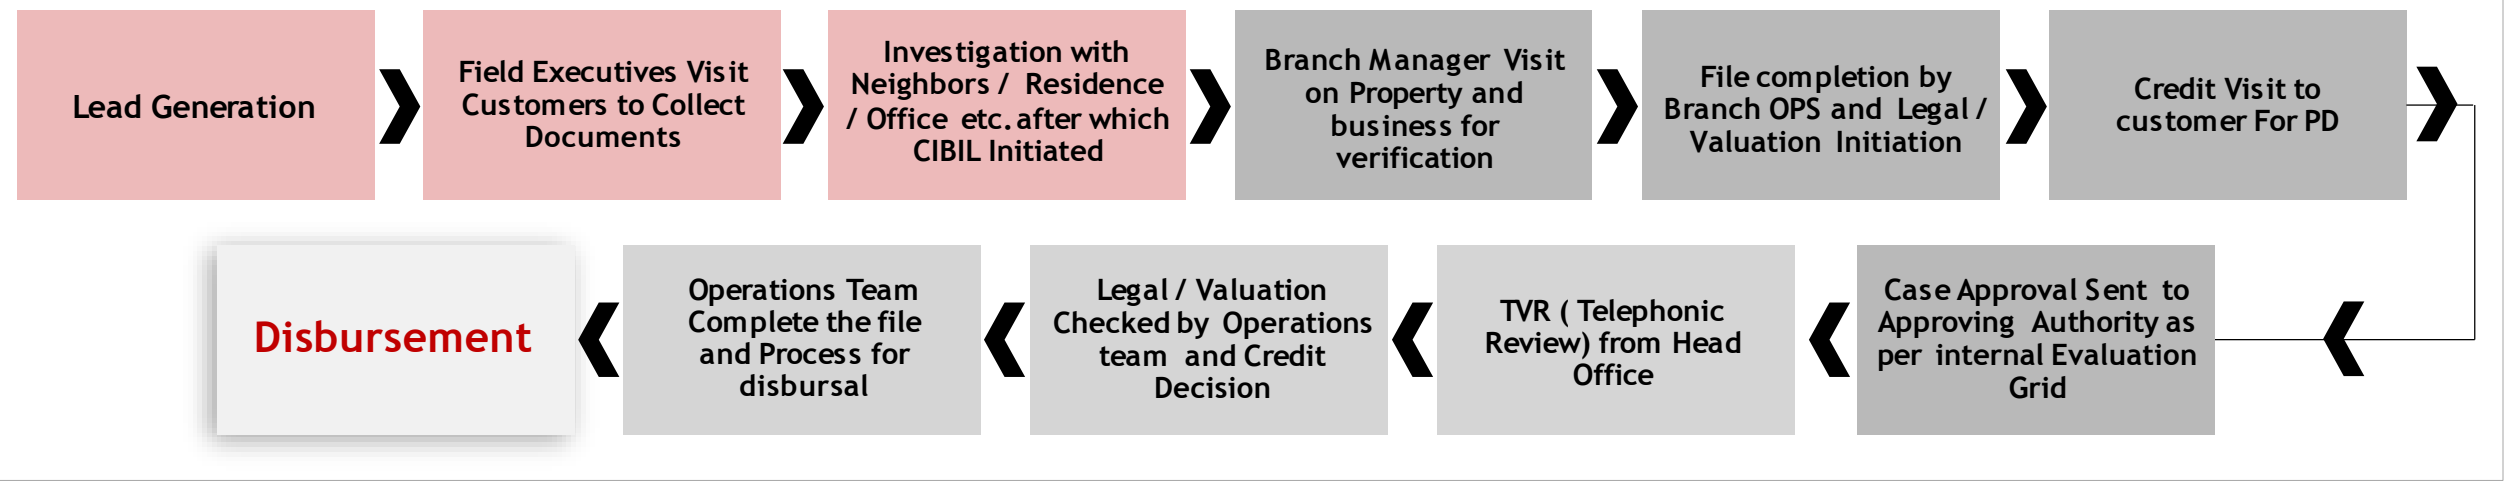 Lead Generation
Field Executives Visit
Customers to Collect
Documents
Investigation with
Neighbors / Residence
/ Office etc. after which
CIBIL Initiated
Branch Manager Visit
on Property and
business for
verification
File completion by
Branch OPS and Legal /
Valuation Initiation
Credit Visit to
customer For PD
Case Approval Sent to
Approving Authority as
per internal Evaluation
Grid
TVR ( Telephonic
Review) from Head
Office
Legal / Valuation
Checked by Operations
team and Credit
Decision
Operations Team
Complete the file
and Process for
disbursal
Disbursement